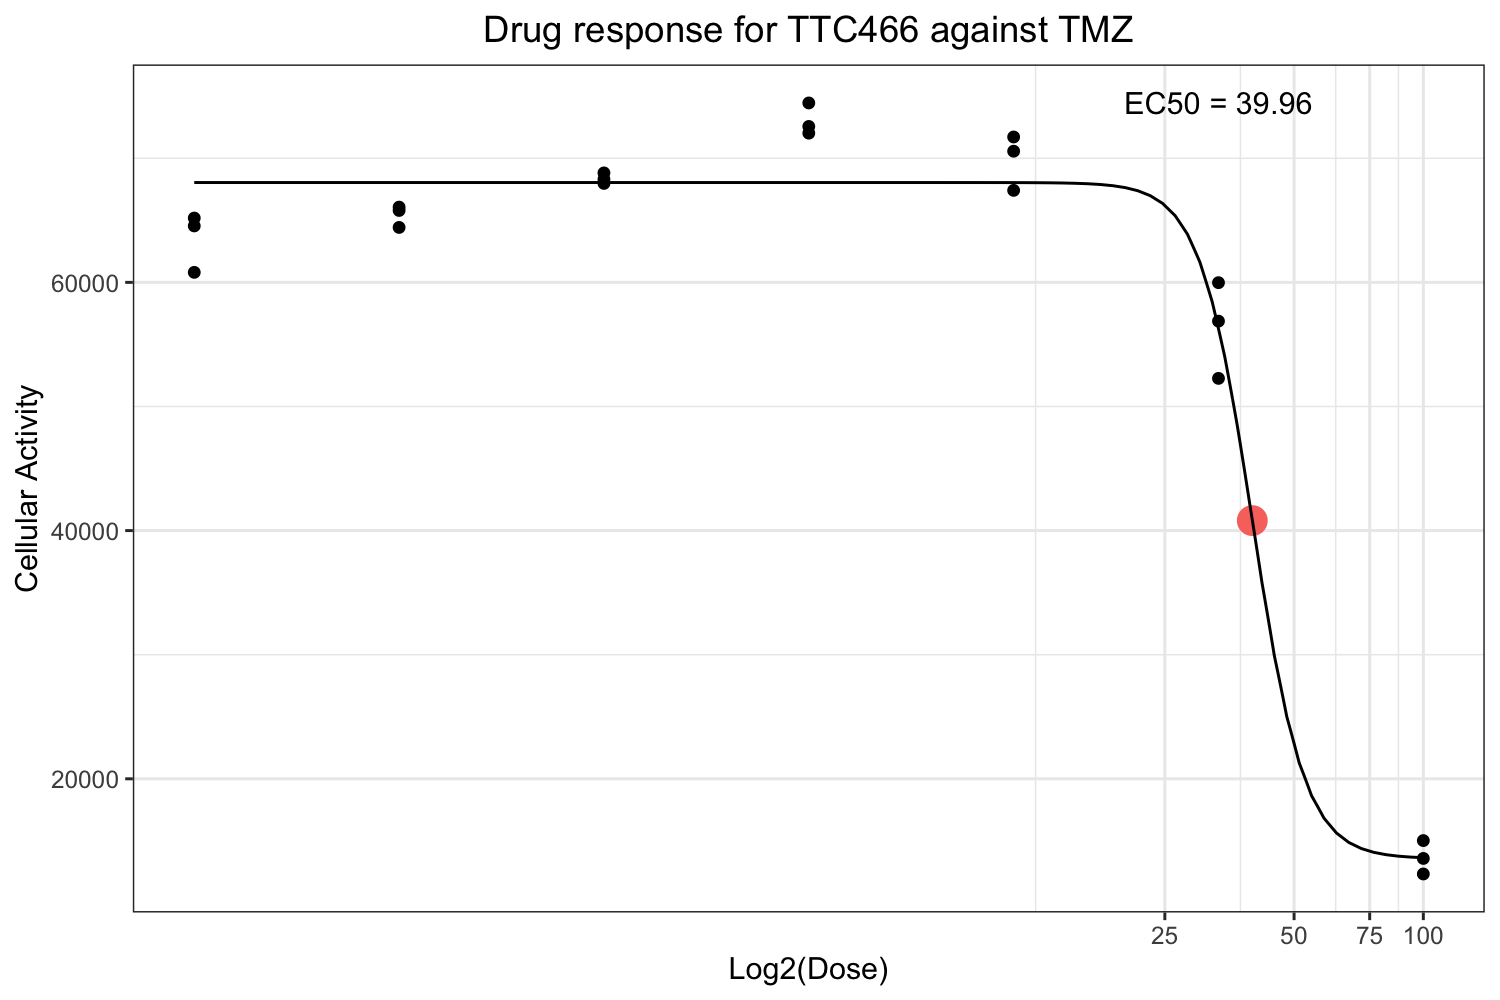 Drug response for TTC466 against TMZ
EC50 = 39.96
Cellular Activity
60000
40000
20000
25 50 75 100
Log2(Dose)